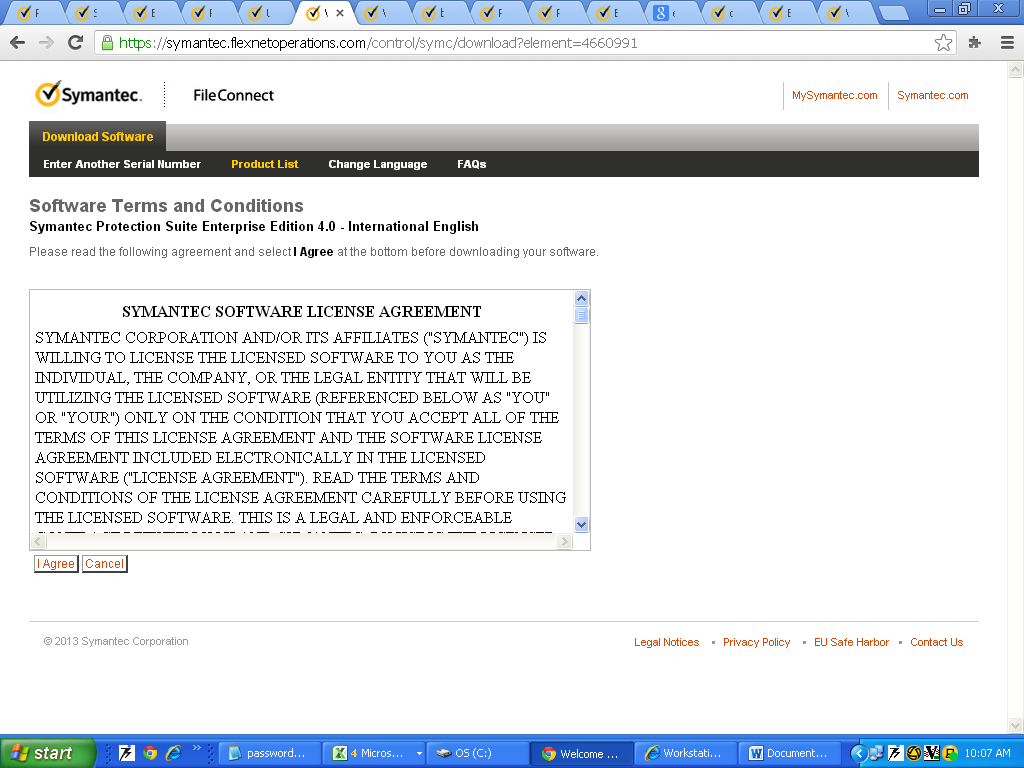 F
S
E
F
U
V
V
E
F
F
E
c
E
V
https://symantec.flexnetoperations.com/control/symc/download?element=4660991
Symantec.
FileConnect
MySymantec.com
Symantec.com
Download Software
Enter Another Serial Number
Product List
Change Language
FAQs
Software Terms and Conditions
Symantec Protection Suite Enterprise Edition 4.0 - International English
Please read the following agreement and select I Agree at the bottom before downloading your software.
SYMANTEC SOFTWARE LICENSE AGREEMENT
SYMANTEC CORPORATION AND/OR ITS AFFILIATES ("SYMANTEC") IS
WILLING TO LICENSE THE LICENSED SOFTWARE TO YOU AS THE
INDIVIDUAL, THE COMPANY, OR THE LEGAL ENTITY THAT WILL BE
UTILIZING THE LICENSED SOFTWARE (REFERENCED BELOW AS "YOU"
OR "YOUR") ONLY ON THE CONDITION THAT YOU ACCEPT ALL OF THE
TERMS OF THIS LICENSE AGREEMENT AND THE SOFTWARE LICENSE
AGREEMENT INCLUDED ELECTRONICALLY IN THE LICENSED
SOFTWARE ("LICENSE AGREEMENT"). READ THE TERMS AND
CONDITIONS OF THE LICENSE AGREEMENT CAREFULLY BEFORE USING
THE LICENSED SOFTWARE. THIS IS A LEGAL AND ENFORCEABLE
I Agree
Cancel
© 2013 Symantec Corporation
Legal Notices
Privacy Policy
EU Safe Harbor
Contact Us
start
password...
4 Micros...
OS (C:)
Welcome ...
Workstati...
Document...
10:07 AM